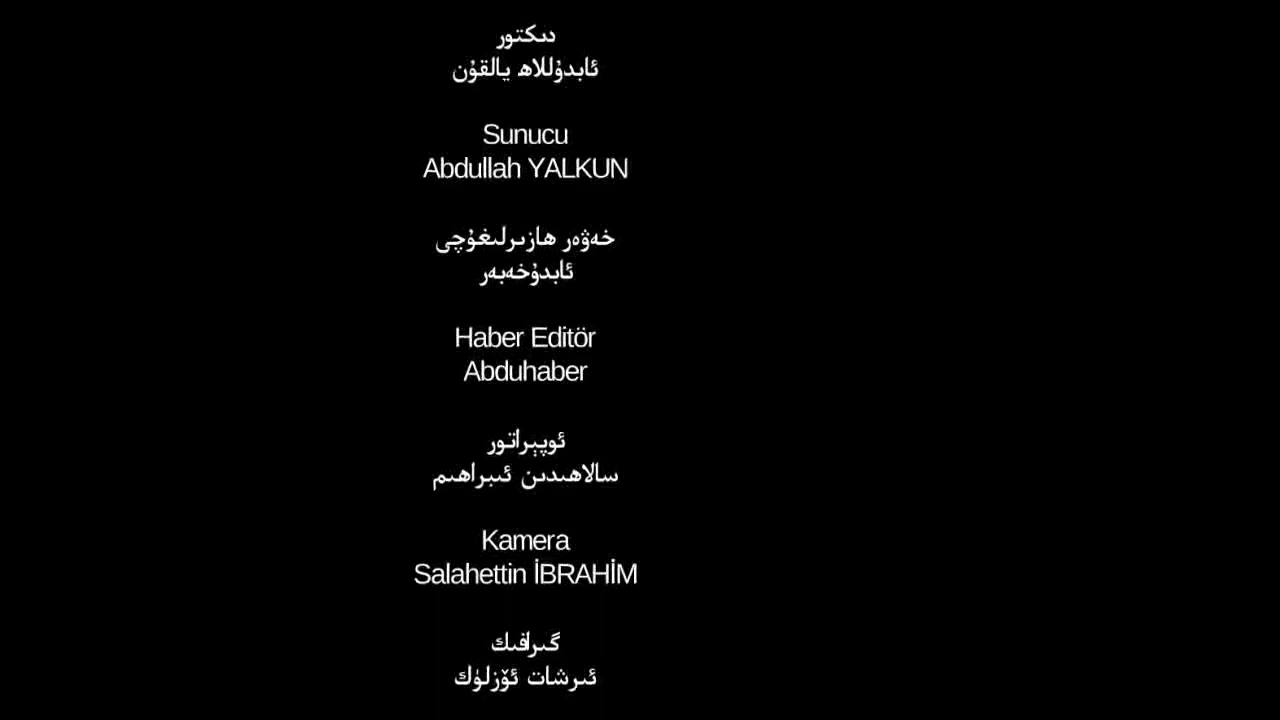 دىكتور
ئابدۇللاھ يالقۇن
Sunucu
Abdullah YALKUN
خەۋەر ھازىرلىغۇچى
ئابدۇخەبەر
Haber Editör
Abduhaber
ئوپېراتور
سالاھىدىن ئىبراھىم
Kamera
Salahettin İBRAHİM
گىرافىك
ئىرشات ئۆزلۈك